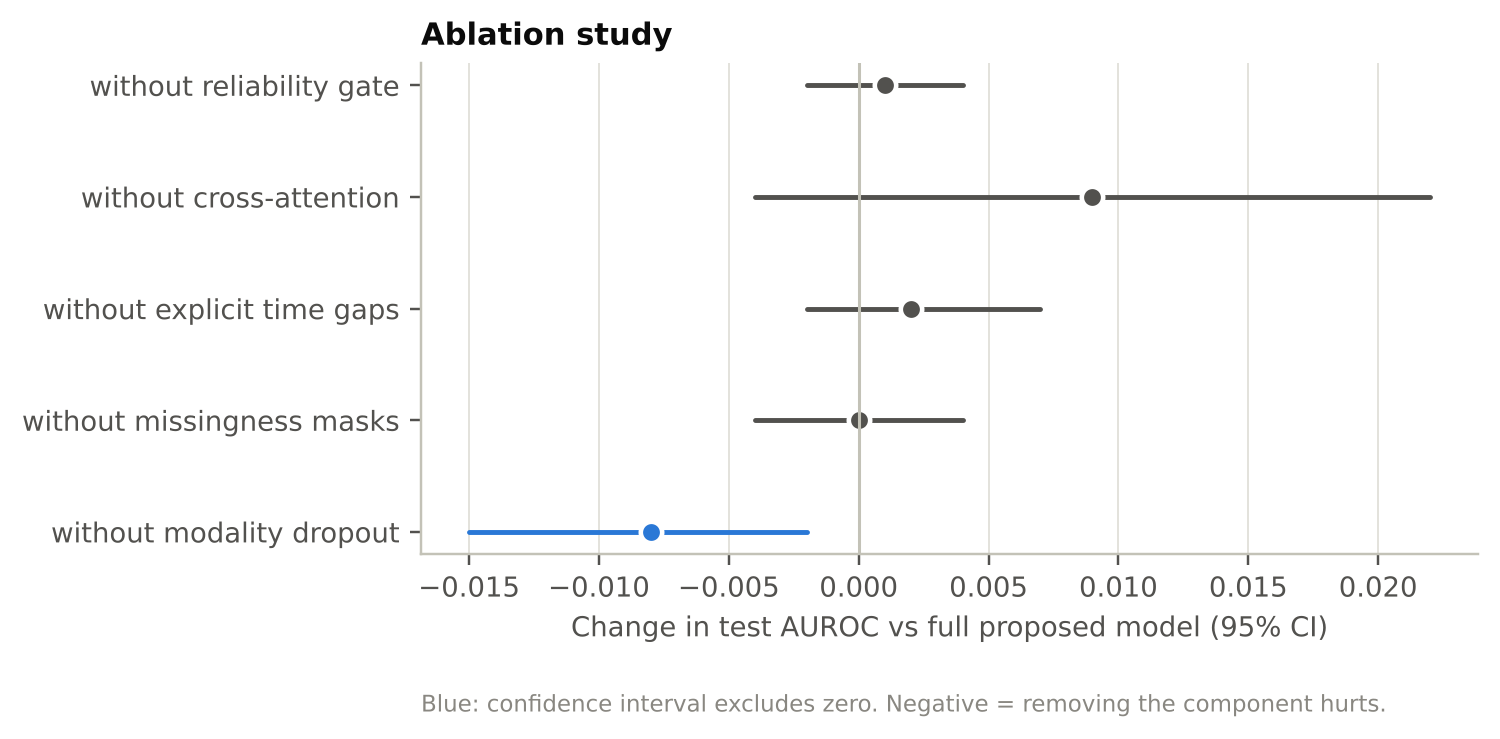 Ablation study
without reliability gate
without cross-attention
without explicit time gaps
without missingness masks
without modality dropout
−0.015 −0.010 −0.005 0.000 0.005 0.010 0.015 0.020
Change in test AUROC vs full proposed model (95% CI)
Blue: confidence interval excludes zero. Negative = removing the component hurts.